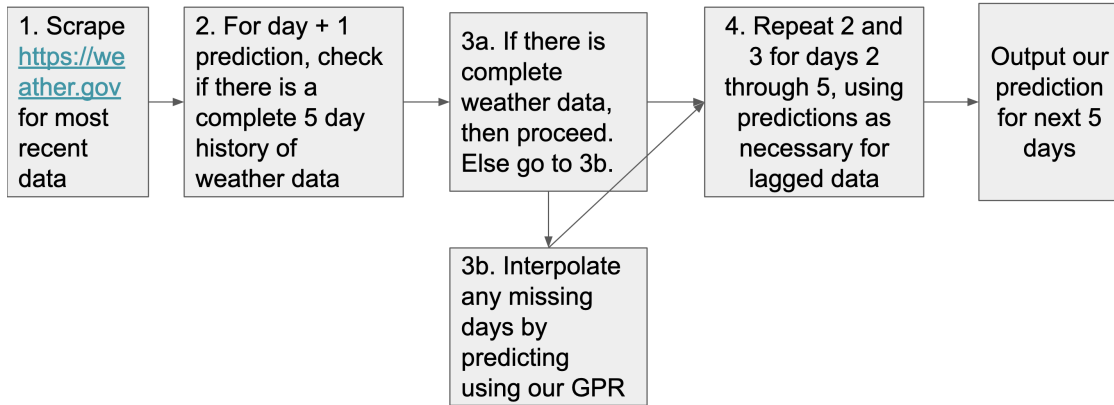 1. Scrape
https://we
ather.gov
for most
recent
data
2. For day + 1
prediction, check
if there is a
complete 5 day
history of
weather data
3a. If there is
complete
weather data,
then proceed.
Else go to 3b.
3b. Interpolate
any missing
days by
predicting
using our GPR
4. Repeat 2 and
3 for days 2
through 5, using
predictions as
necessary for
lagged data
Output our
prediction
for next 5
days